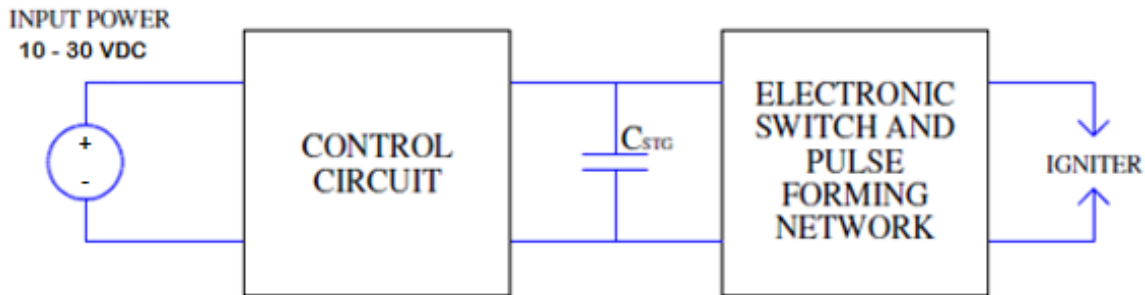 INPUT POWER
10 - 30 VDC
+
-
CONTROL
CIRCUIT
CSTG
ELECTRONIC
SWITCH AND
PULSE
FORMING
NETWORK
IGNITER